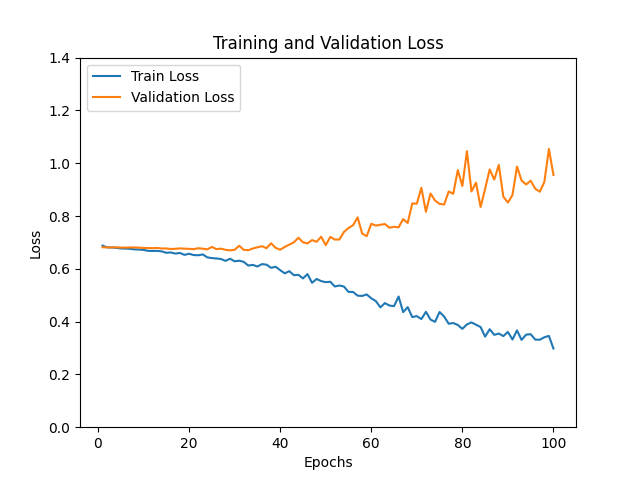 Training and Validation Loss
1.4
1.2
1.0
0.8
0.6
0.4
0.2
0.0
Loss
Train Loss
Validation Loss
0 20 40 60 80 100
Epochs